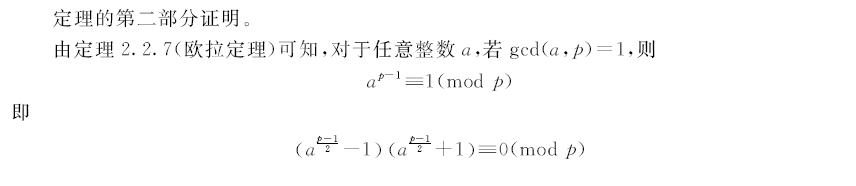 定理的第二部分证明。
由定理 2.2.7(欧拉定理)可知,对于任意整数 a,若 gcd(a,p)=1,则
a^{p-1}≡1(mod p)
即
(a^{\frac{p-1}{2}}-1)(a^{\frac{p-1}{2}}+1)≡0(mod p)